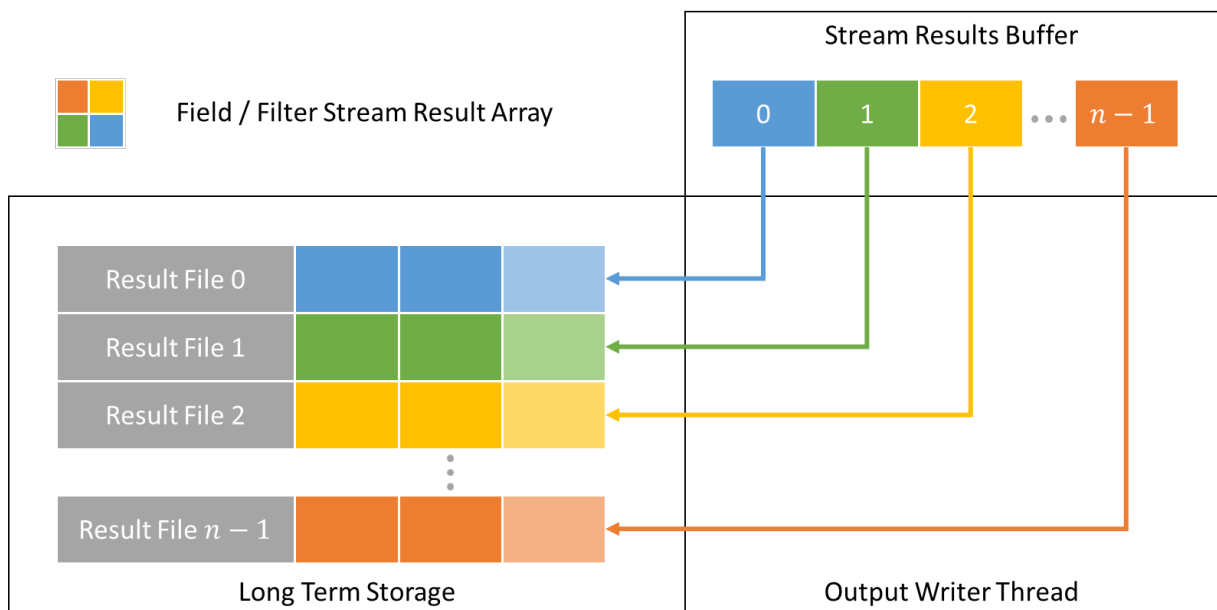 Stream Results Buffer
Field / Filter Stream Result Array
0 1 2 ••• n − 1
Result File 0
Result File 1
Result File 2
Result File n − 1
Long Term Storage
Output Writer Thread